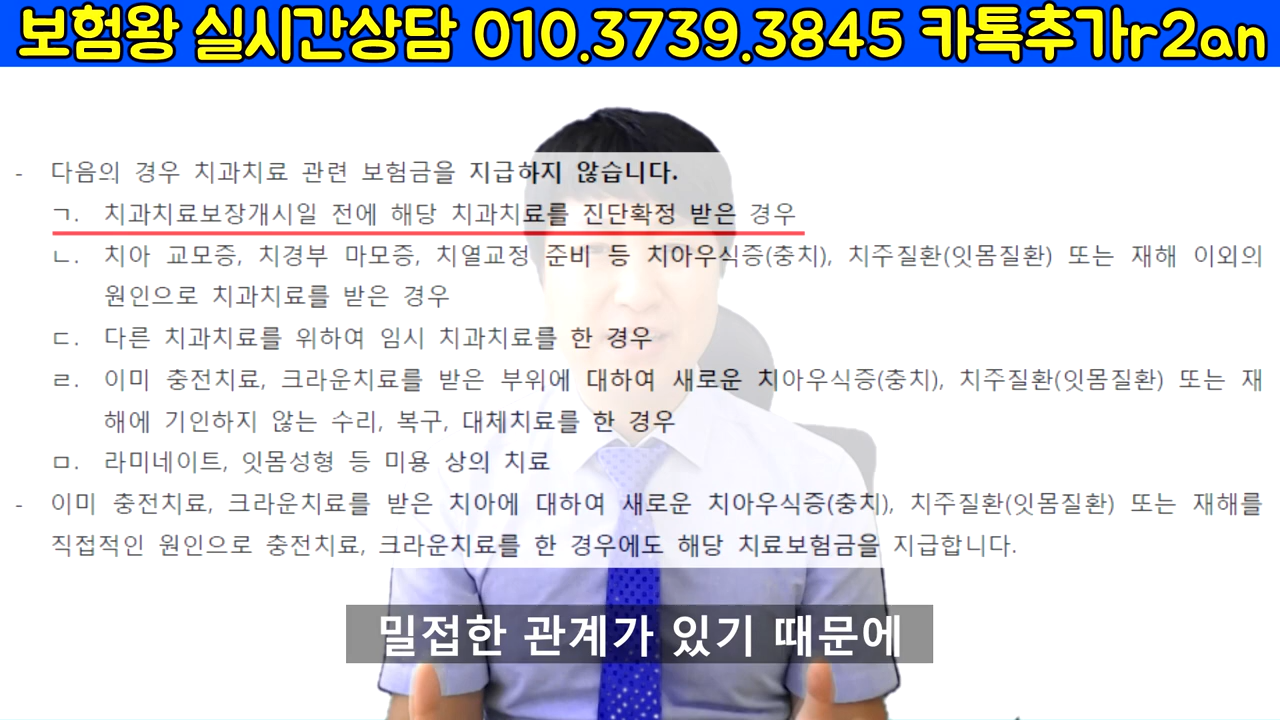 보험왕 실시간상담 010.3739.3845 카톡추가r2an
- 다음의 경우 치과치료 관련 보험금을 지급하지 않습니다.
ㄱ. 치과치료보장개시일 전에 해당 치과치료를 진단확정 받은 경우
ㄴ. 치아 교모증, 치경부 마모증, 치열교정 준비 등 치아우식증(충치), 치주질환(잇몸질환) 또는 재해 이외의
원인으로 치과치료를 받은 경우
ㄷ. 다른 치과치료를 위하여 임시 치과치료를 한 경우
ㄹ. 이미 충전치료, 크라운치료를 받은 부위에 대하여 새로운 치아우식증(충치), 치주질환(잇몸질환) 또는 재
해에 기인하지 않는 수리, 복구, 대체치료를 한 경우
ㅁ. 라미네이트, 잇몸성형 등 미용 상의 치료
- 이미 충전치료, 크라운치료를 받은 치아에 대하여 새로운 치아우식증(충치), 치주질환(잇몸질환) 또는 재해를
직접적인 원인으로 충전치료, 크라운치료를 한 경우에도 해당 치료보험금을 지급합니다.
밀접한 관계가 있기 때문에